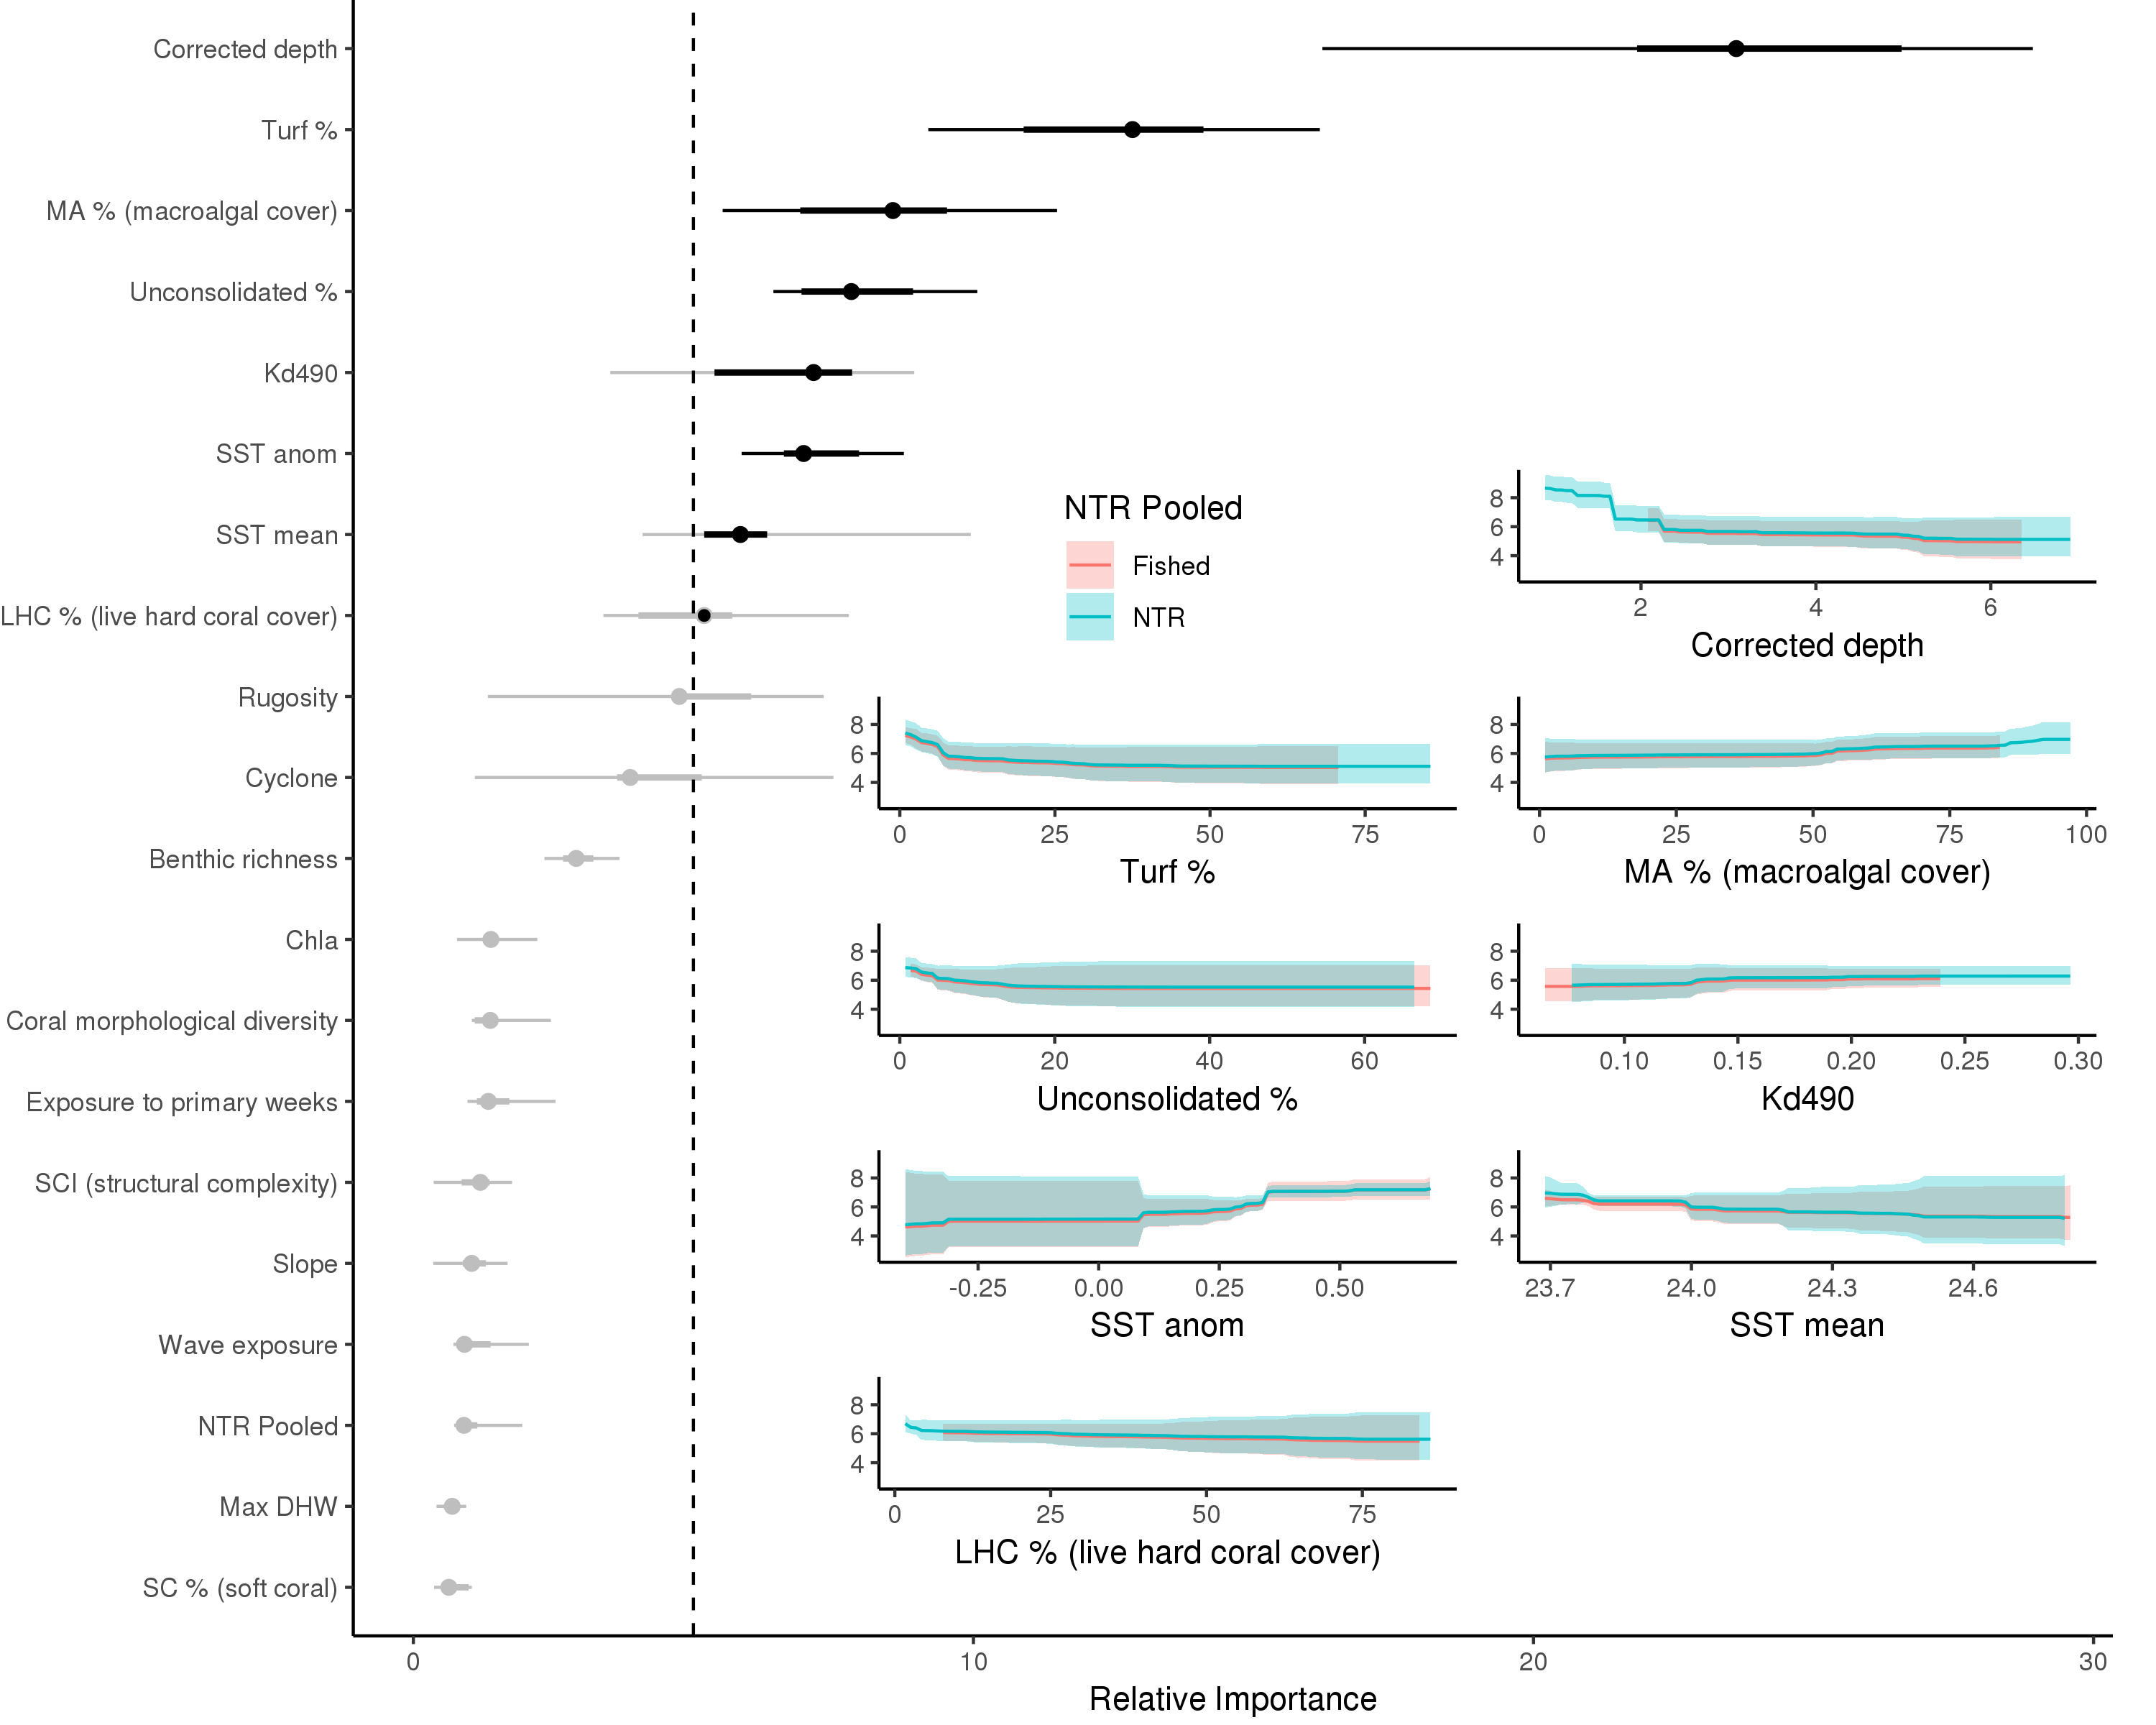 Corrected depth
Turf %
MA % (macroalgal cover)
Unconsolidated %
Kd490
SST anom
SST mean
LHC % (live hard coral cover)
Rugosity
Cyclone
Benthic richness
Chla
Coral morphological diversity
Exposure to primary weeks
SCI (structural complexity)
Slope
Wave exposure
NTR Pooled
Max DHW
SC % (soft coral)
0 10 20 30
Relative Importance
NTR Pooled
Fished
NTR
8
6
4
2 4 6
Corrected depth
8
6
4
0 25 50 75
Turf %
8
6
4
0 25 50 75 100
MA % (macroalgal cover)
8
6
4
0 20 40 60
Unconsolidated %
8
6
4
0.10 0.15 0.20 0.25 0.30
Kd490
8
6
4
-0.25 0.00 0.25 0.50
SST anom
8
6
4
23.7 24.0 24.3 24.6
SST mean
8
6
4
0 25 50 75
LHC % (live hard coral cover)